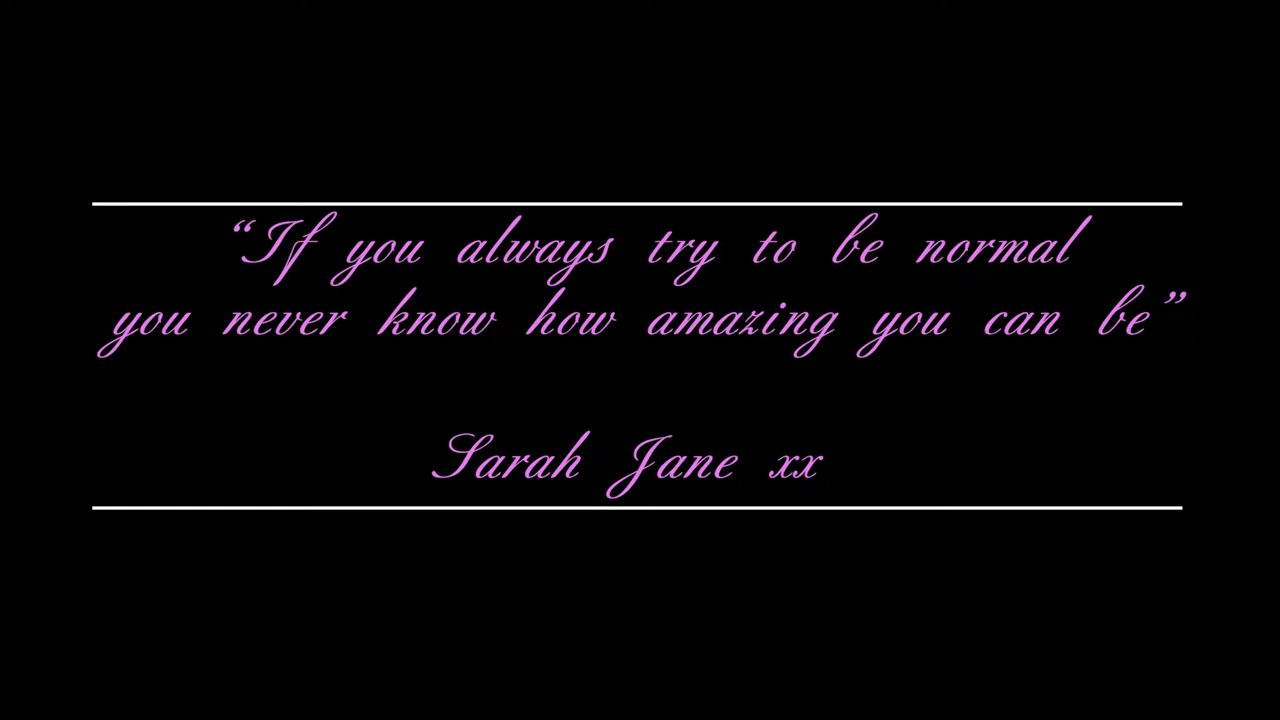 “If you always try to be normal
you never know how amazing you can be”
Sarah Jane xx